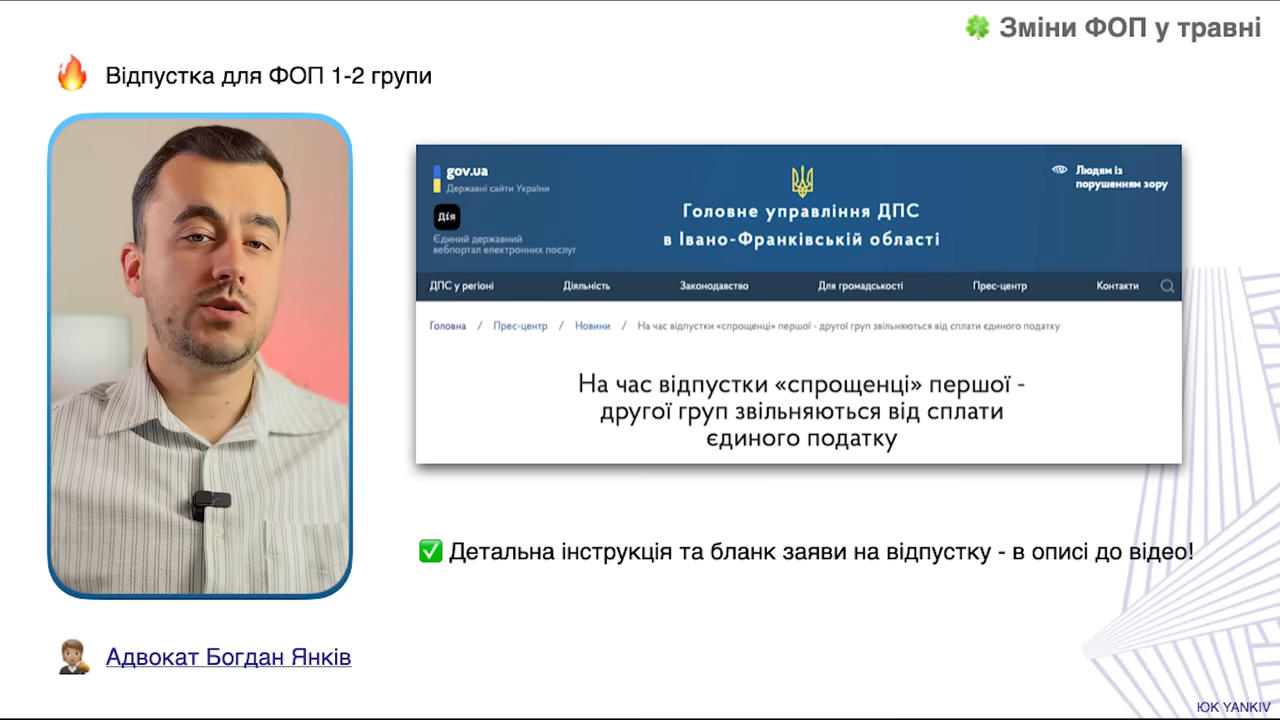 🍀 Зміни ФОП у травні
🔥 Відпустка для ФОП 1-2 групи
gov.ua
Державні сайти України
Дія
Єдиний державний
вебпортал електронних послуг
Головне управління ДПС
в Івано-Франківській області
Людям із
порушенням зору
ДПС у регіоні Діяльність Законодавство Для громадськості Прес-центр Контакти
Головна / Прес-центр / Новини / На час відпустки «спрощенці» першої - другої груп звільняються від сплати єдиного податку
На час відпустки «спрощенці» першої -
другої груп звільняються від сплати
єдиного податку
✅ Детальна інструкція та бланк заяви на відпустку - в описі до відео!
Адвокат Богдан Янків
ЮК YANKIV